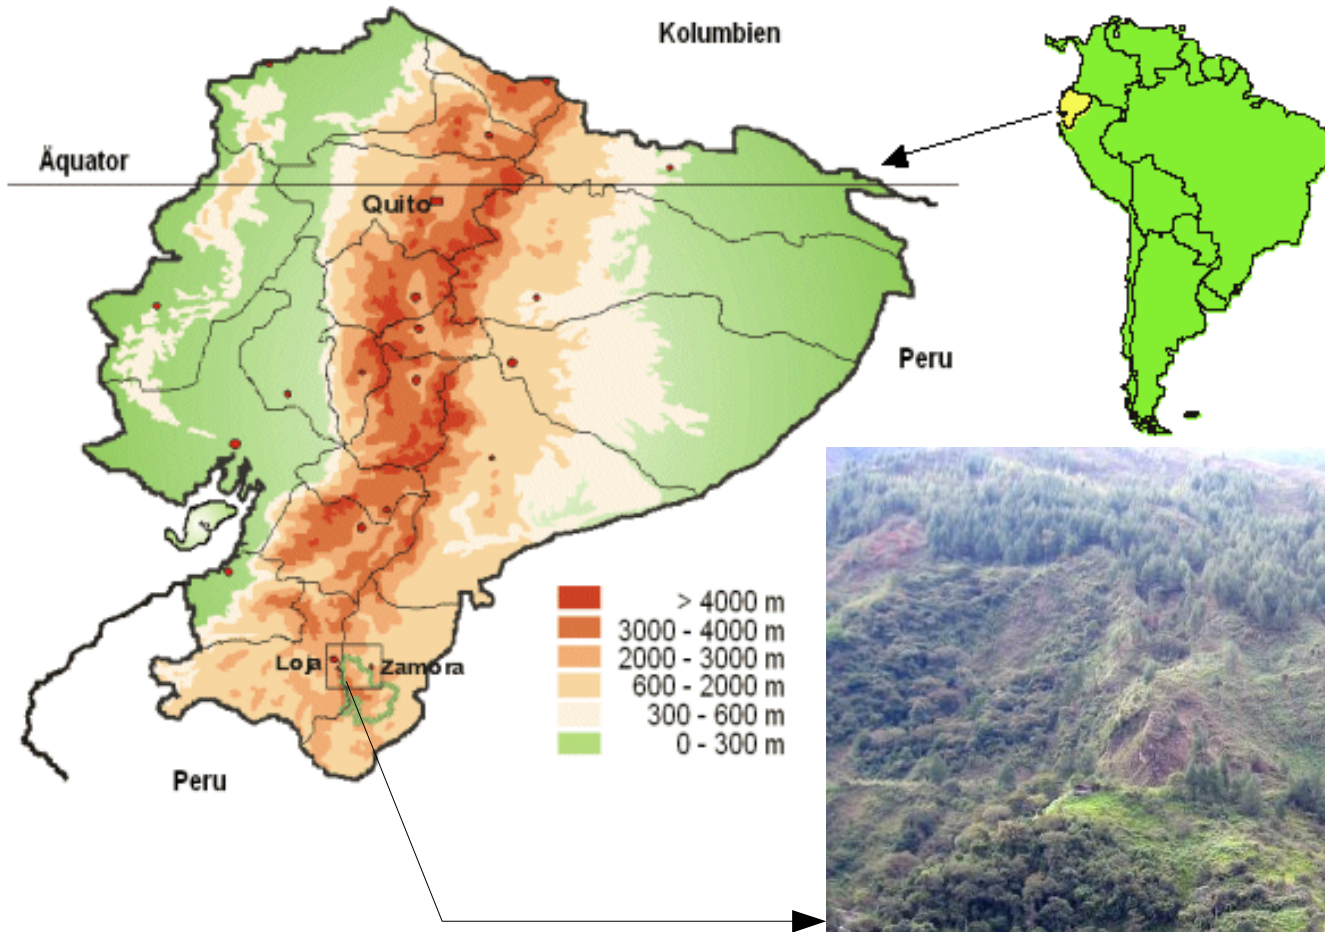 Kolumbien
Äquator
Quito
Peru
> 4000 m
3000 - 4000 m
2000 - 3000 m
600 - 2000 m
300 - 600 m
0 - 300 m
Loja
Zamora
Peru